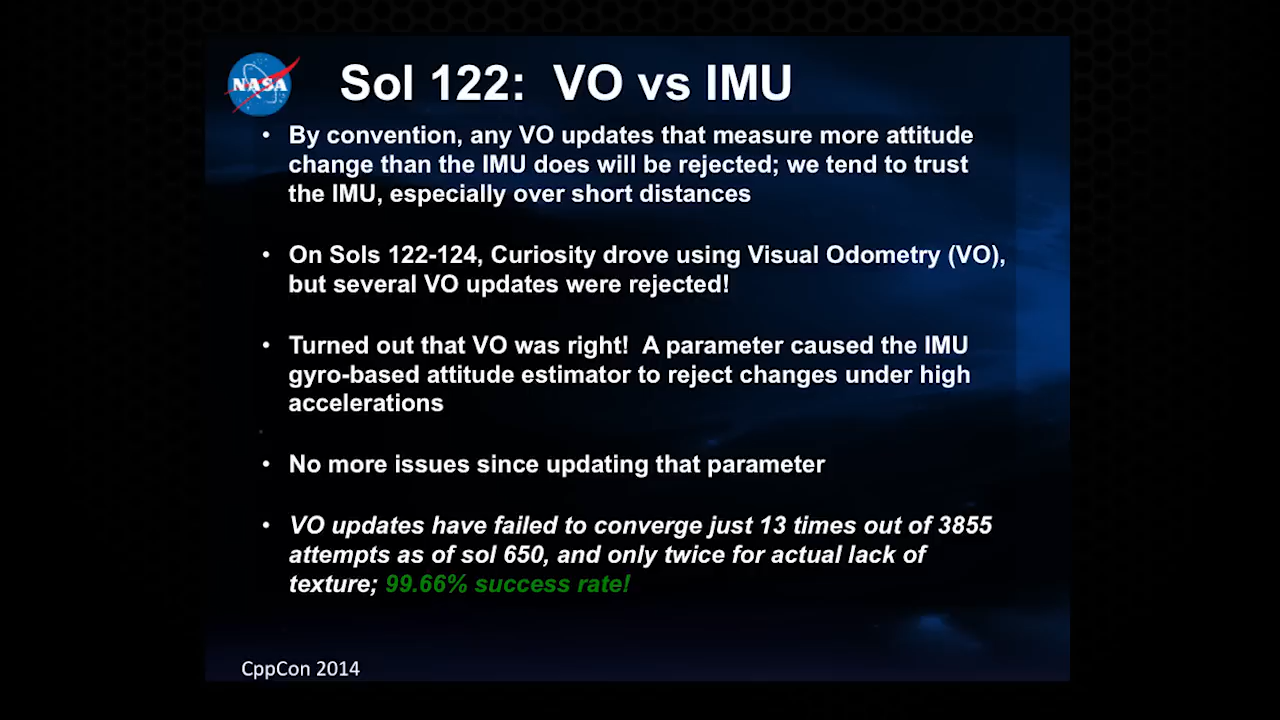 NASA
Sol 122: VO vs IMU
• By convention, any VO updates that measure more attitude
change than the IMU does will be rejected; we tend to trust
the IMU, especially over short distances
• On Sols 122-124, Curiosity drove using Visual Odometry (VO),
but several VO updates were rejected!
• Turned out that VO was right! A parameter caused the IMU
gyro-based attitude estimator to reject changes under high
accelerations
• No more issues since updating that parameter
• VO updates have failed to converge just 13 times out of 3855
attempts as of sol 650, and only twice for actual lack of
texture; 99.66% success rate!
CppCon 2014